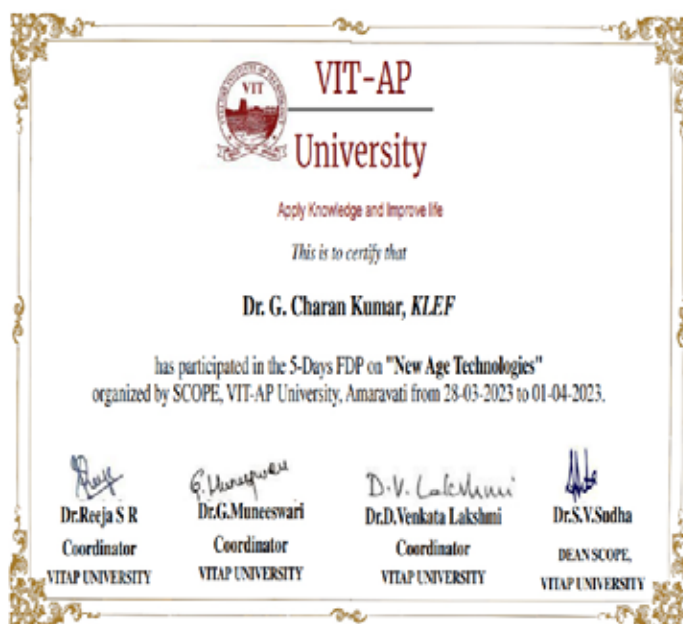 VIT
VIT-AP
University
Apply Knowledge and Improve life
This is to certify that
Dr. G. Charan Kumar, KLEF
has participated in the 5-Days FDP on "New Age Technologies"
organized by SCOPE, VIT-AP University, Amaravati from 28-03-2023 to 01-04-2023.
G. Muneeswari
D.V. Lakshmi
Dr.Reeja S R
Dr.G.Muneeswari
Dr.D.Venkata Lakshmi
Dr.S.V.Sudha
Coordinator
Coordinator
Coordinator
DEAN SCOPE,
VITAP UNIVERSITY
VITAP UNIVERSITY
VITAP UNIVERSITY
VITAP UNIVERSITY